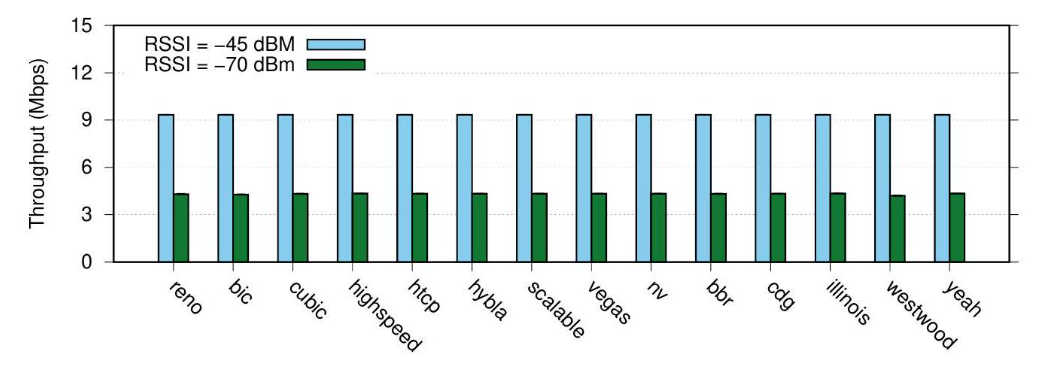 15
12
9
6
3
0
Throughput (Mbps)
RSSI = −45 dBM
RSSI = −70 dBm
reno
bic
cubic
highspeed
htcp
hybla
scalable
vegas
nv
bbr
cdg
illinois
westwood
yeah